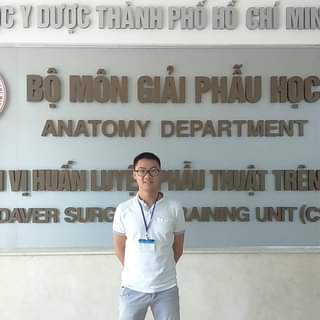 Y DƯỢC THÀNH PHỐ HỒ CHÍ MIN
BỘ MÔN GIẢI PHẪU HỌC
ANATOMY DEPARTMENT
VỊ HUẤN LUYỆN PHẪU THUẬT TRÊN
DAVER SURG TRAINING UNIT (C